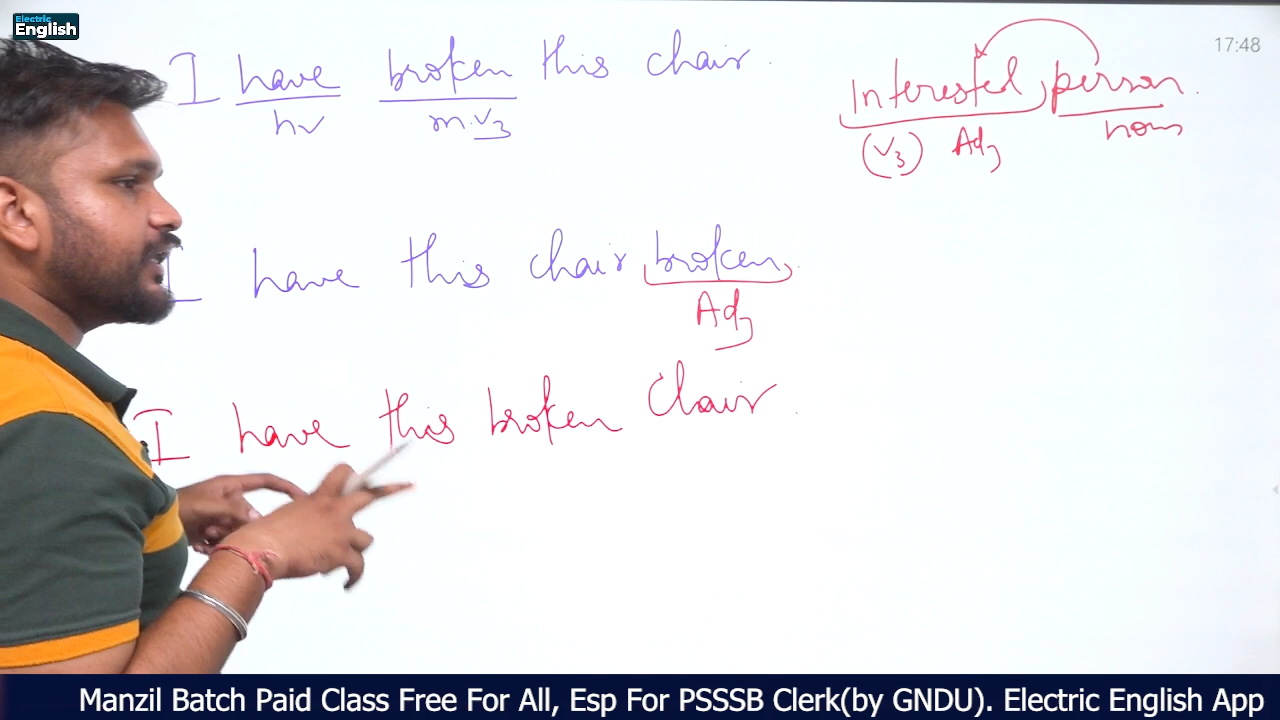 Electric
English
17:48
I have broken this chair.
hv m.v3
Interested person.
(v3) Adj noun
I have this chair broken.
Adj
I have this broken Chair.
Manzil Batch Paid Class Free For All, Esp For PSSSB Clerk(by GNDU). Electric English App